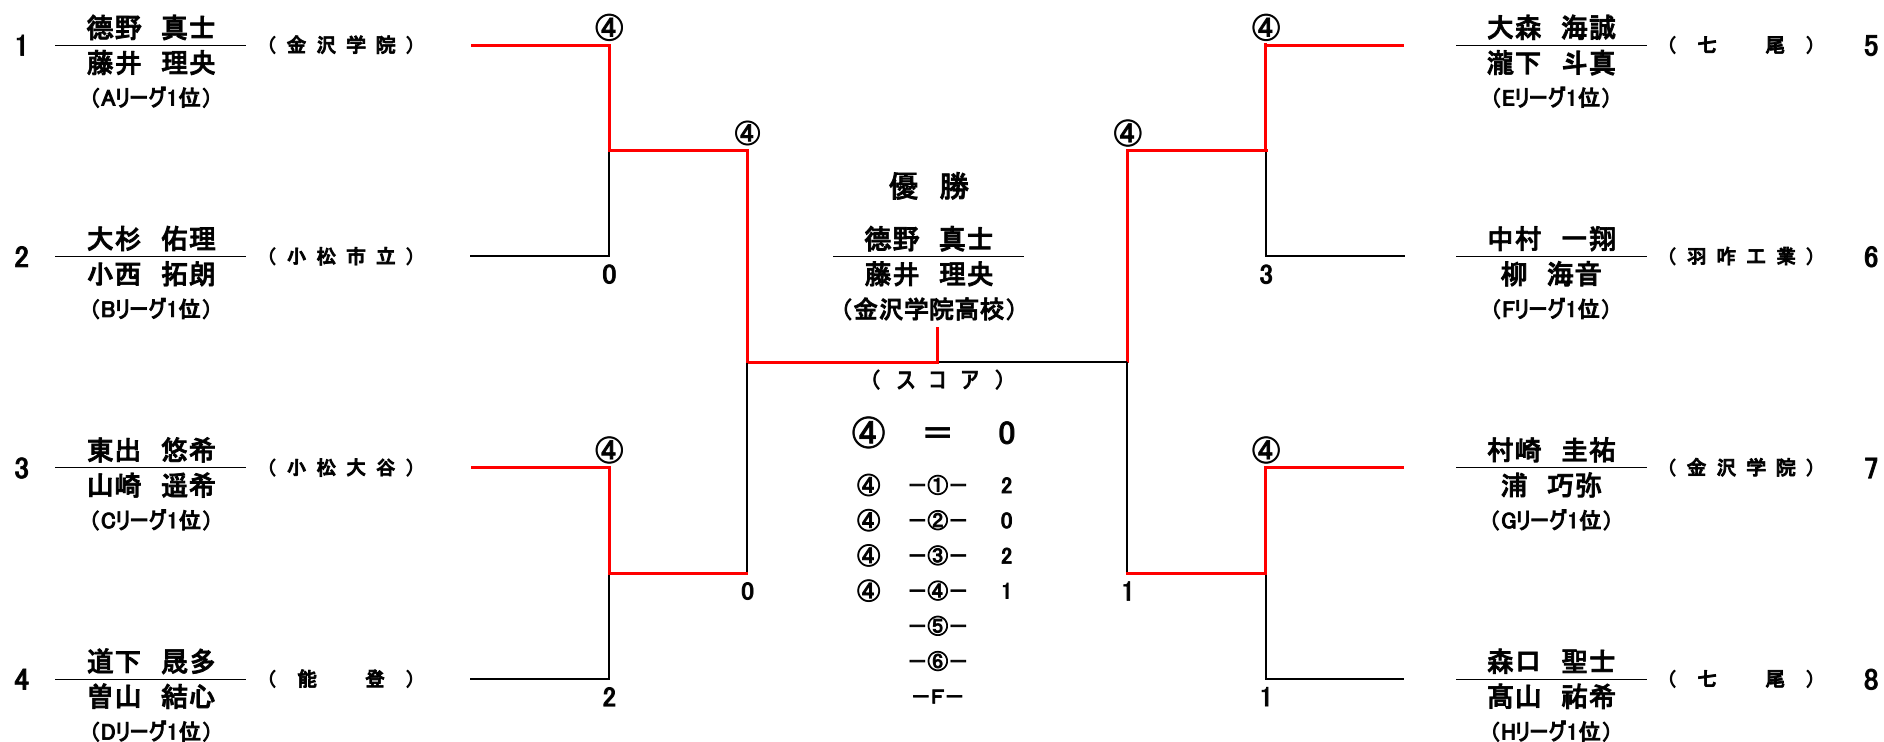 1 徳野 真士 (金沢学院)
藤井 理央
(Aリーグ1位)
④
2 大杉 佑理 (小松市立)
小西 拓朗
(Bリーグ1位)
0
④
3 東出 悠希 (小松大谷)
山崎 遥希
(Cリーグ1位)
④
4 道下 晟多 (能 登)
曽山 結心
(Dリーグ1位)
2
0
優 勝
徳野 真士
藤井 理央
(金沢学院高校)
(スコア)
④ = 0
④ -①- 2
④ -②- 0
④ -③- 2
④ -④- 1
-⑤-
-⑥-
-F-
④
④
大森 海誠 (七 尾) 5
瀧下 斗真
(Eリーグ1位)
3
中村 一翔 (羽咋工業) 6
柳 海音
(Fリーグ1位)
④
村崎 圭祐 (金沢学院) 7
浦 巧弥
(Gリーグ1位)
1
1
森口 聖士 (七 尾) 8
髙山 祐希
(Hリーグ1位)